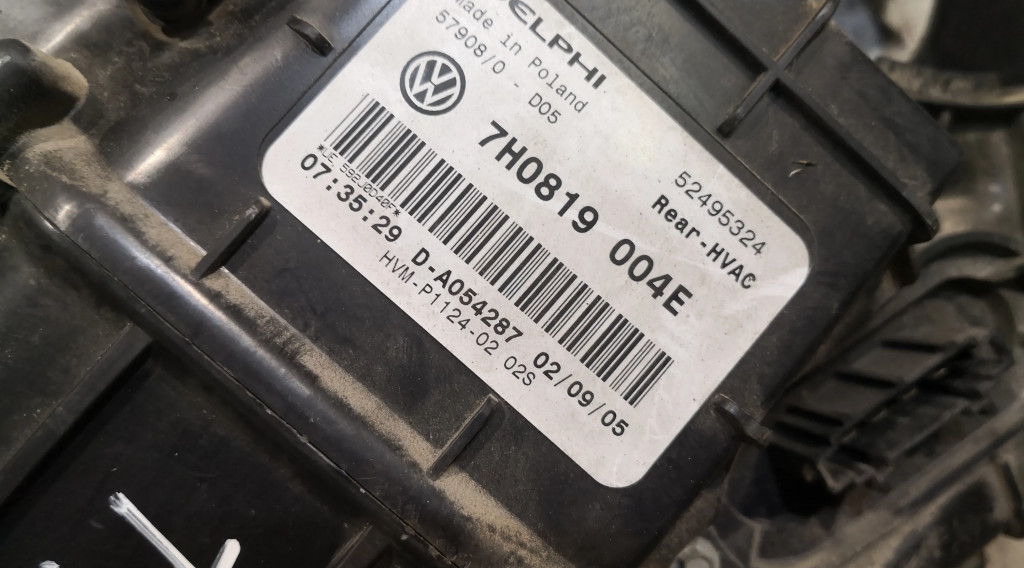 DELPHI
Made in Poland
57908/0 - D05
7H0819 004E
52495324
Rear-HVAC
07:35:29 D-A054287 02/09/05
HVM-P1124.02 02S